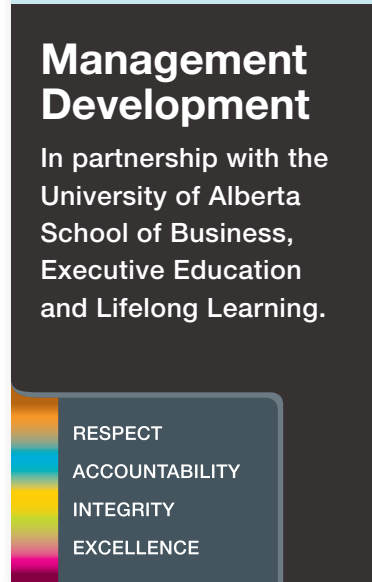 Management
Development
In partnership with the
University of Alberta
School of Business,
Executive Education
and Lifelong Learning.
RESPECT
ACCOUNTABILITY
INTEGRITY
EXCELLENCE